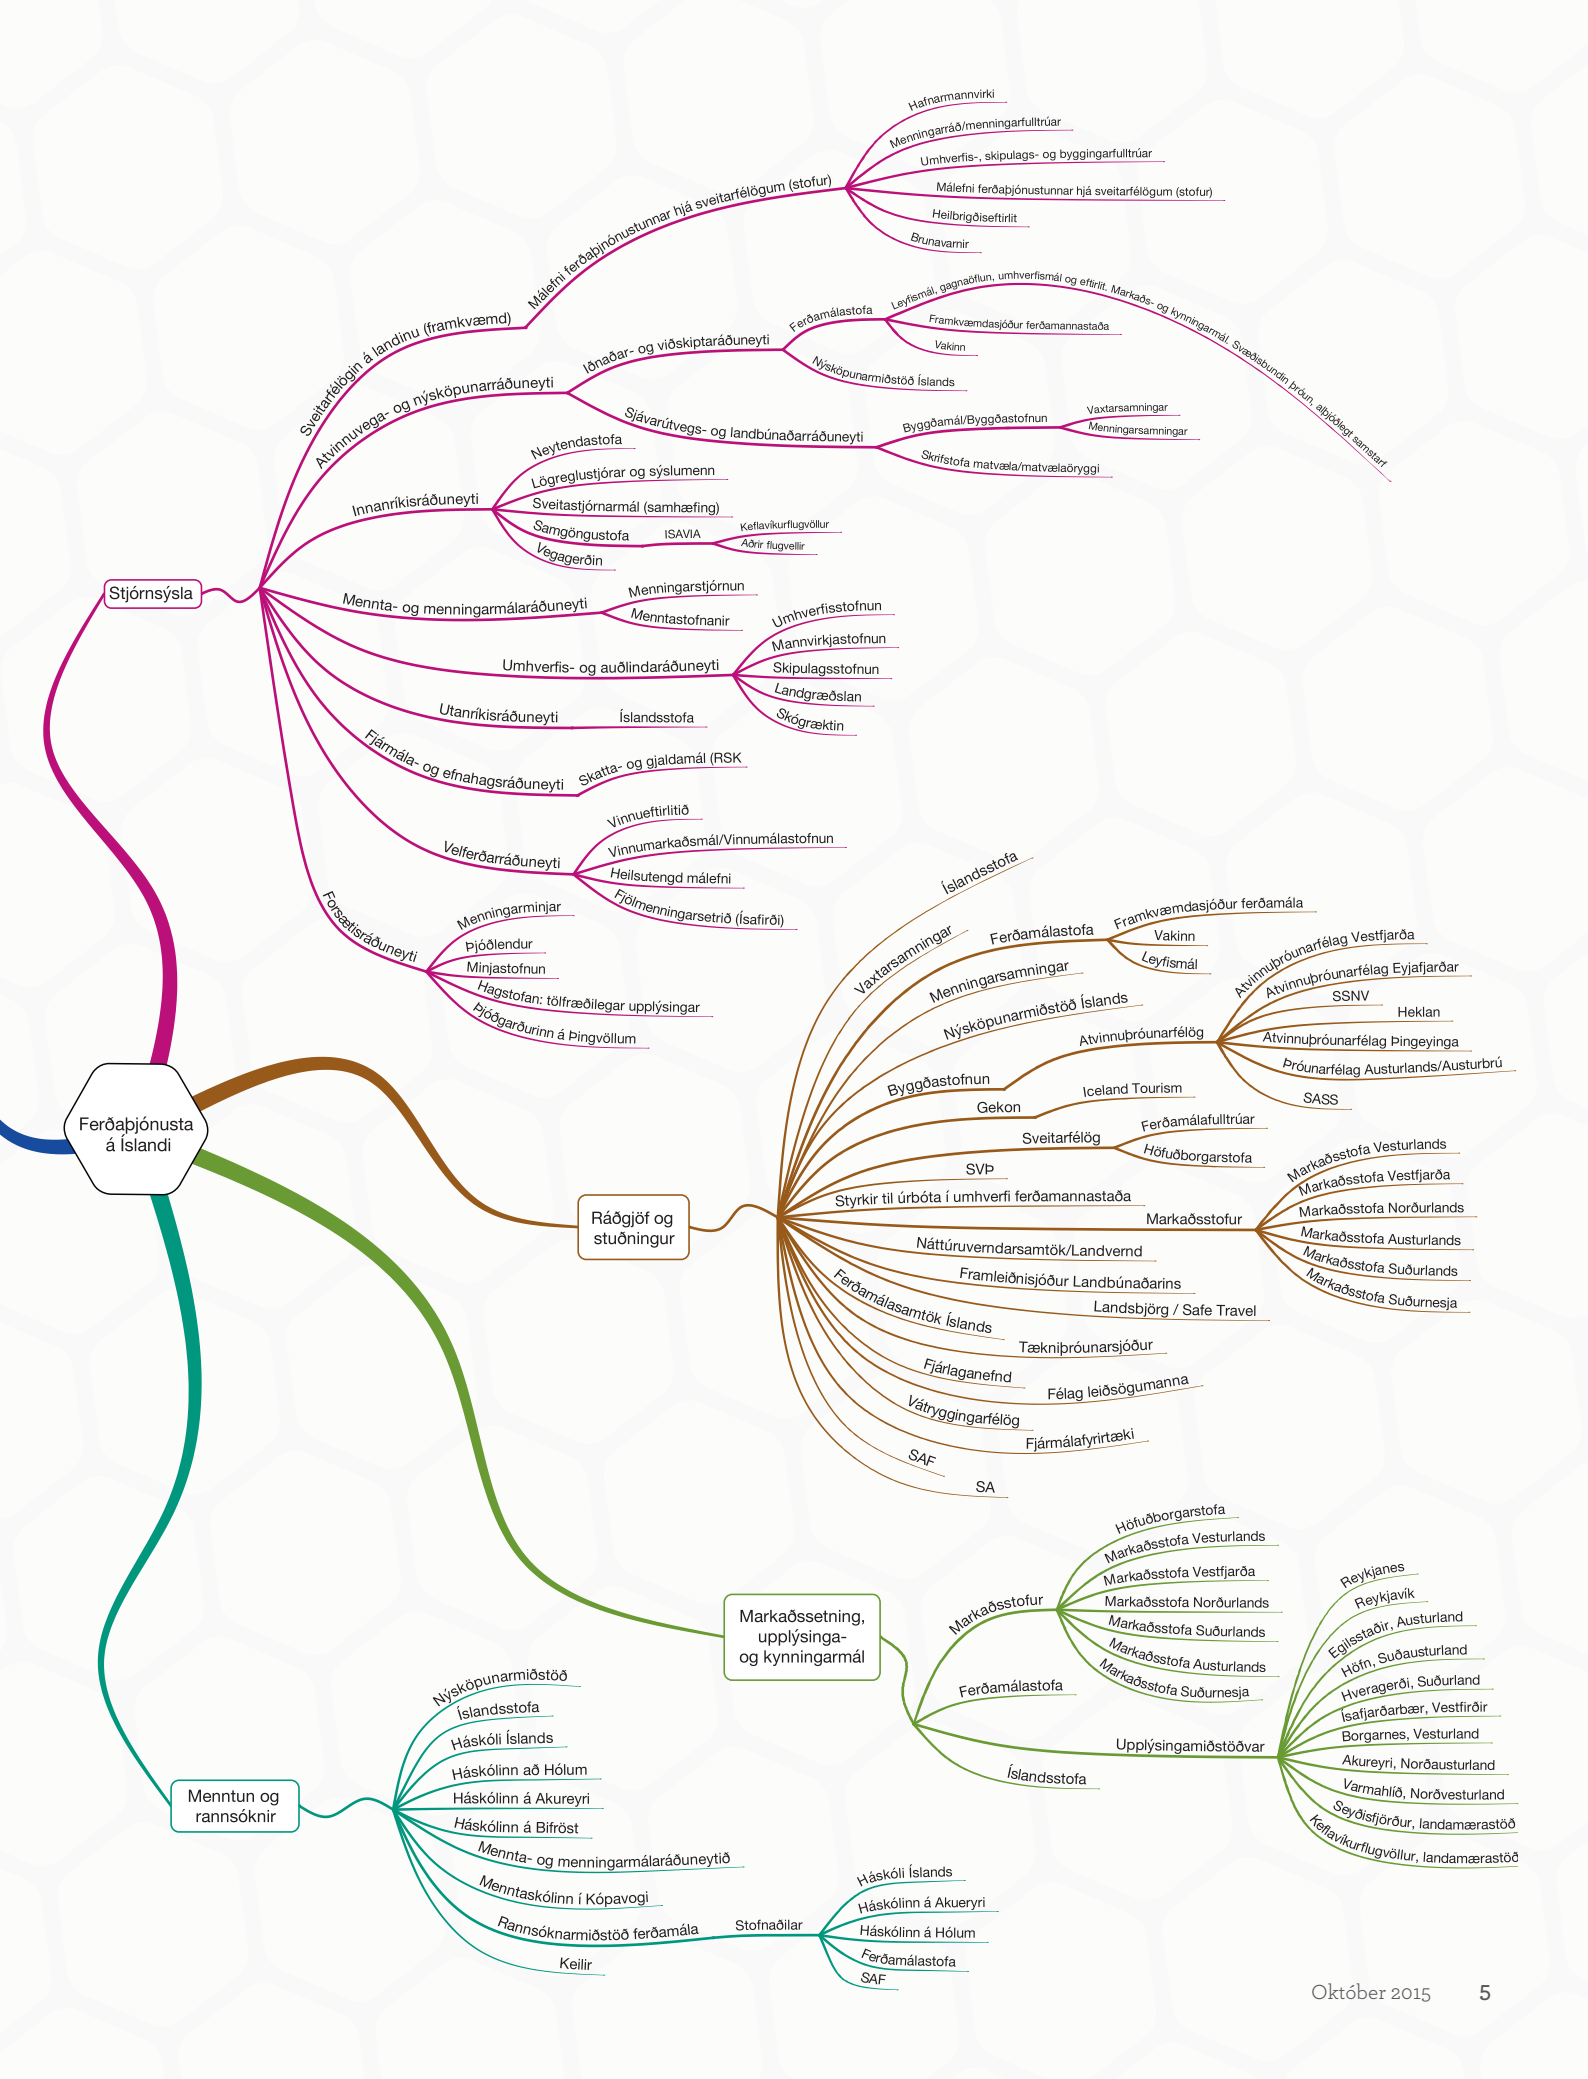 Hafnarmannvirki
Menningarráð/menningarfulltrúar
Umhverfis-, skipulags- og byggingarfulltrúar
Málefni ferðaþjónustunnar hjá sveitarfélögum (stofur)
Heilbrigðiseftirlit
Brunavarnir
Málefni ferðaþjnónustunnar hjá sveitarfélögum (stofur)
Sveitarfélögin á landinu (framkvæmd)
Leyfismál, gagnaöflun, umhverfismál og eftirlit. Markaðs- og kynningarmál. Svæðisbundin þróun, alþjóðlegt samstarf
Framkvæmdasjóður ferðamannastaða
Vakinn
Ferðamálastofa
Nýsköpunarmiðstöð Íslands
Iðnaðar- og viðskiptaráðuneyti
Atvinnuvega- og nýsköpunarráðuneyti
Sjávarútvegs- og landbúnaðarráðuneyti
Byggðamál/Byggðastofnun
Vaxtarsamningar
Menningarsamningar
Skrifstofa matvæla/matvælaöryggi
Innanríkisráðuneyti
Neytendastofa
Lögreglustjórar og sýslumenn
Sveitastjórnarmál (samhæfing)
Samgöngustofa
ISAVIA
Keflavíkurflugvöllur
Aðrir flugvellir
Vegagerðin
Stjórnsýsla
Mennta- og menningarmálaráðuneyti
Menningarstjórnun
Menntastofnanir
Umhverfis- og auðlindaráðuneyti
Umhverfisstofnun
Mannvirkjastofnun
Skipulagsstofnun
Landgræðslan
Skógræktin
Utanríkisráðuneyti
Íslandsstofa
Fjármála- og efnahagsráðuneyti
Skatta- og gjaldamál (RSK
Velferðarráðuneyti
Vinnueftirlitið
Vinnumarkaðsmál/Vinnumálastofnun
Heilsutengd málefni
Fjölmenningarsetrið (Ísafirði)
Forsætisráðuneyti
Menningarminjar
Þjóðlendur
Minjastofnun
Hagstofan: tölfræðilegar upplýsingar
Þjóðgarðurinn á Þingvöllum
Ferðaþjónusta
á Íslandi
Ráðgjöf og
stuðningur
Íslandsstofa
Vaxtarsamningar
Ferðamálastofa
Framkvæmdasjóður ferðamála
Vakinn
Leyfismál
Menningarsamningar
Nýsköpunarmiðstöð Íslands
Byggðastofnun
Atvinnuþróunarfélög
Atvinnuþróunarfélag Vestfjarða
Atvinnuþróunarfélag Eyjafjarðar
SSNV
Heklan
Atvinnuþróunarfélag Þingeyinga
Þróunarfélag Austurlands/Austurbrú
SASS
Gekon
Iceland Tourism
Sveitarfélög
Ferðamálafulltrúar
Höfuðborgarstofa
SVÞ
Styrkir til úrbóta í umhverfi ferðamannastaða
Markaðsstofur
Markaðsstofa Vesturlands
Markaðsstofa Vestfjarða
Markaðsstofa Norðurlands
Markaðsstofa Austurlands
Markaðsstofa Suðurlands
Markaðsstofa Suðurnesja
Náttúruverndarsamtök/Landvernd
Framleiðnisjóður Landbúnaðarins
Landsbjörg / Safe Travel
Ferðamálasamtök Íslands
Tækniþróunarsjóður
Fjárlaganefnd
Félag leiðsögumanna
Vátryggingarfélög
Fjármálafyrirtæki
SAF
SA
Markaðssetning,
upplýsinga-
og kynningarmál
Markaðsstofur
Höfuðborgarstofa
Markaðsstofa Vesturlands
Markaðsstofa Vestfjarða
Markaðsstofa Norðurlands
Markaðsstofa Suðurlands
Markaðsstofa Austurlands
Markaðsstofa Suðurnesja
Ferðamálastofa
Upplýsingamiðstöðvar
Reykjanes
Reykjavík
Egilsstaðir, Austurland
Höfn, Suðausturland
Hveragerði, Suðurland
Ísafjarðarbær, Vestfirðir
Borgarnes, Vesturland
Akureyri, Norðausturland
Varmahlíð, Norðvesturland
Seyðisfjörður, landamærastöð
Keflavíkurflugvöllur, landamærastöð
Íslandsstofa
Menntun og
rannsóknir
Nýsköpunarmiðstöð
Íslandsstofa
Háskóli Íslands
Háskólinn að Hólum
Háskólinn á Akureyri
Háskólinn á Bifröst
Mennta- og menningarmálaráðuneytið
Menntaskólinn í Kópavogi
Rannsóknarmiðstöð ferðamála
Stofnaðilar
Háskóli Íslands
Háskólinn á Akueryri
Háskólinn á Hólum
Ferðamálastofa
SAF
Keilir
Október 2015 5